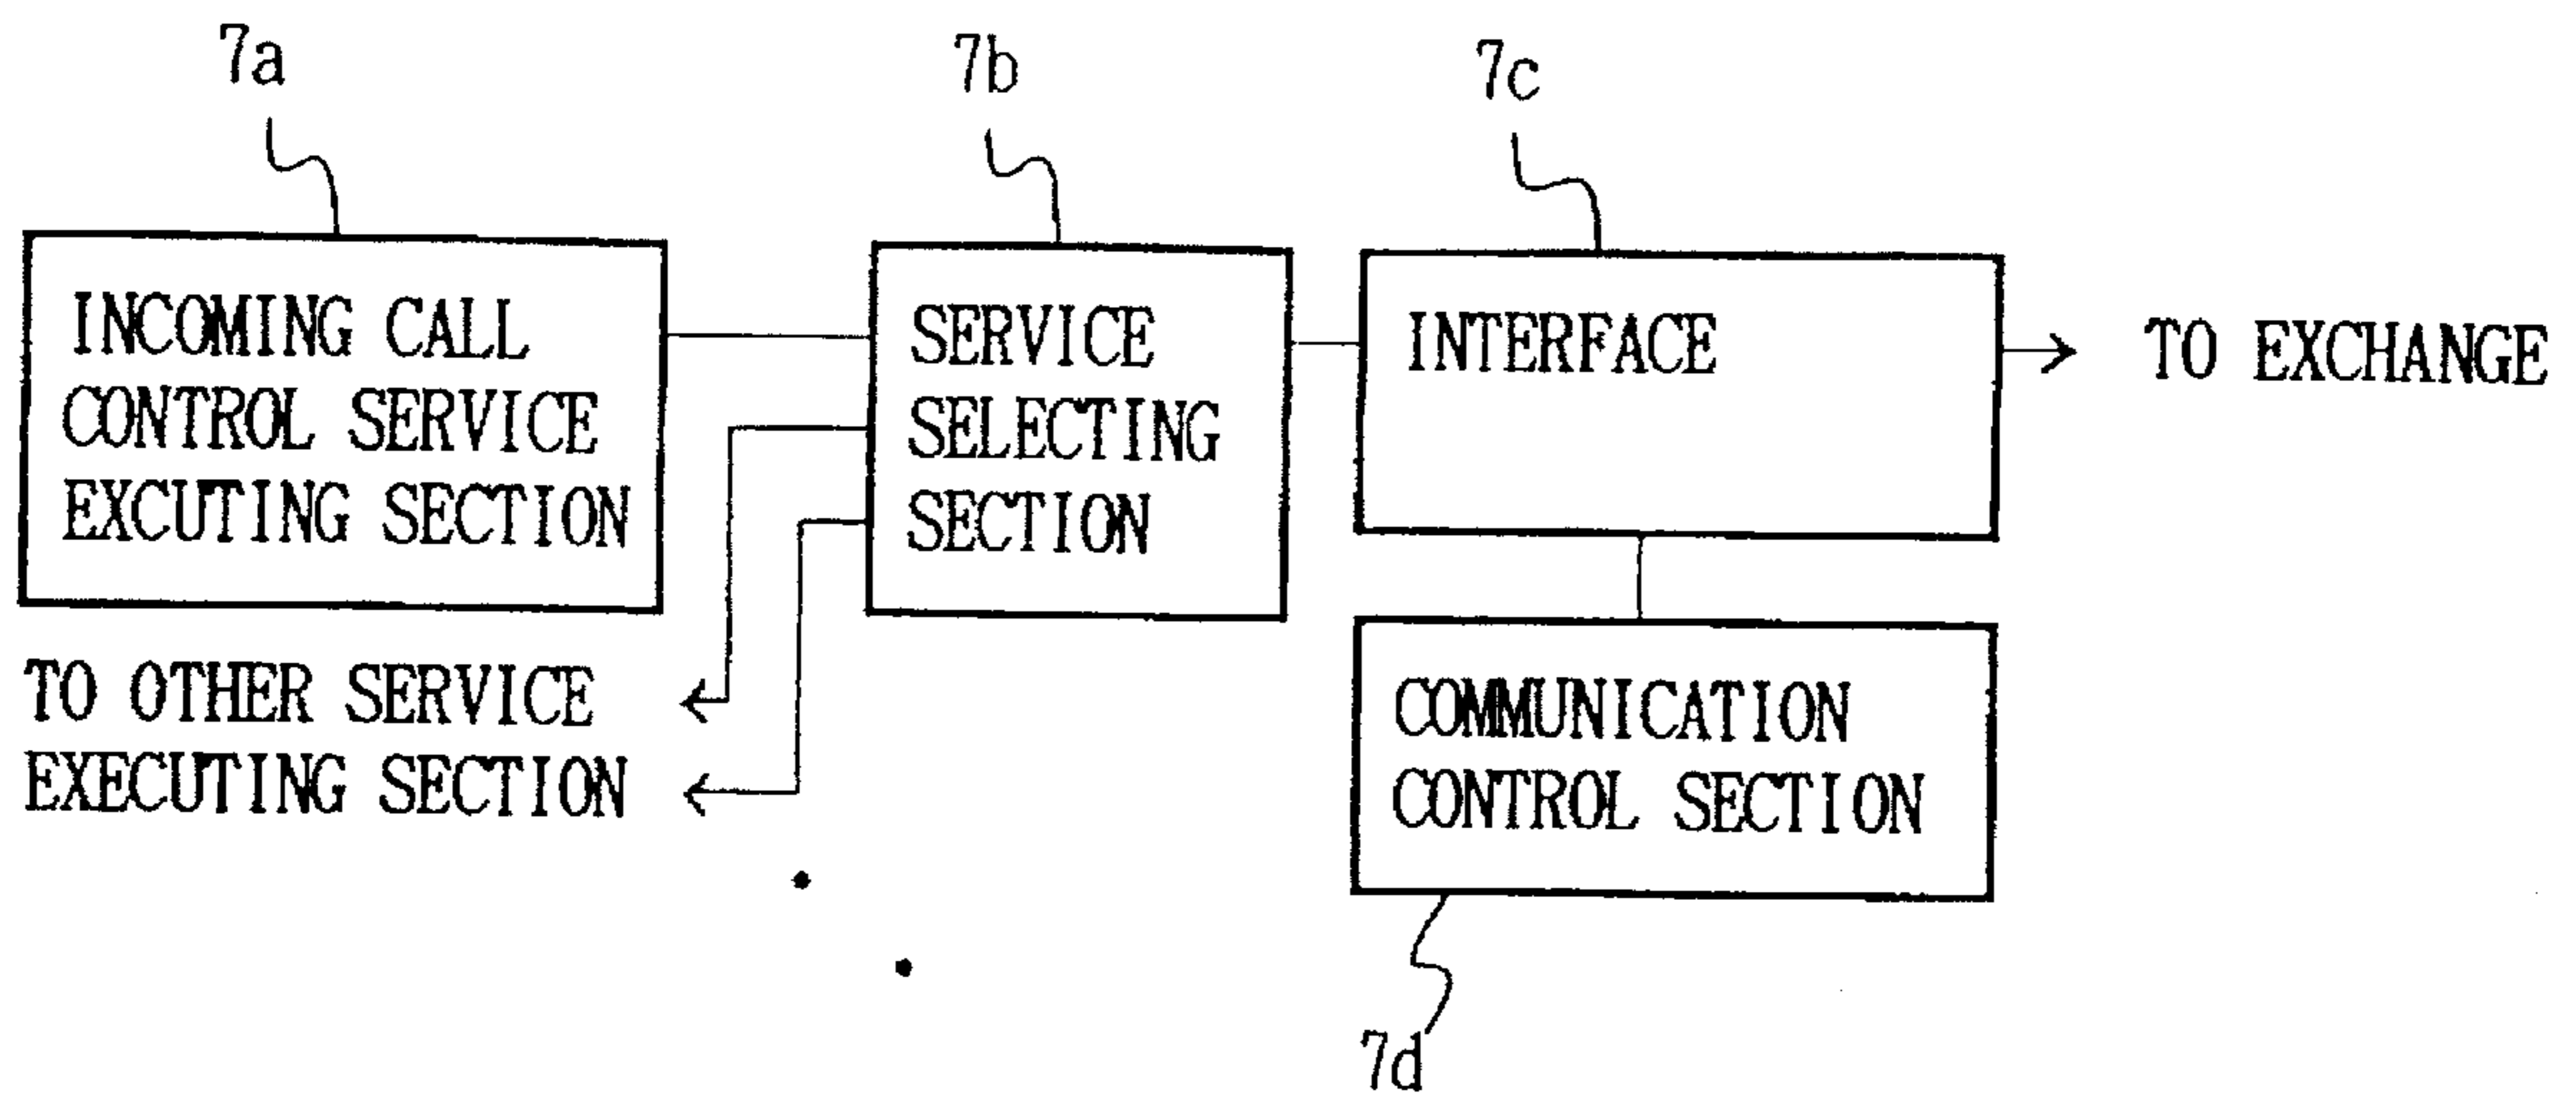 7a
7b
7c
INCOMING CALL
CONTROL SERVICE
EXCUTING SECTION
SERVICE
SELECTING
SECTION
INTERFACE
TO EXCHANGE
TO OTHER SERVICE
EXECUTING SECTION
COMMUNICATION
CONTROL SECTION
7d